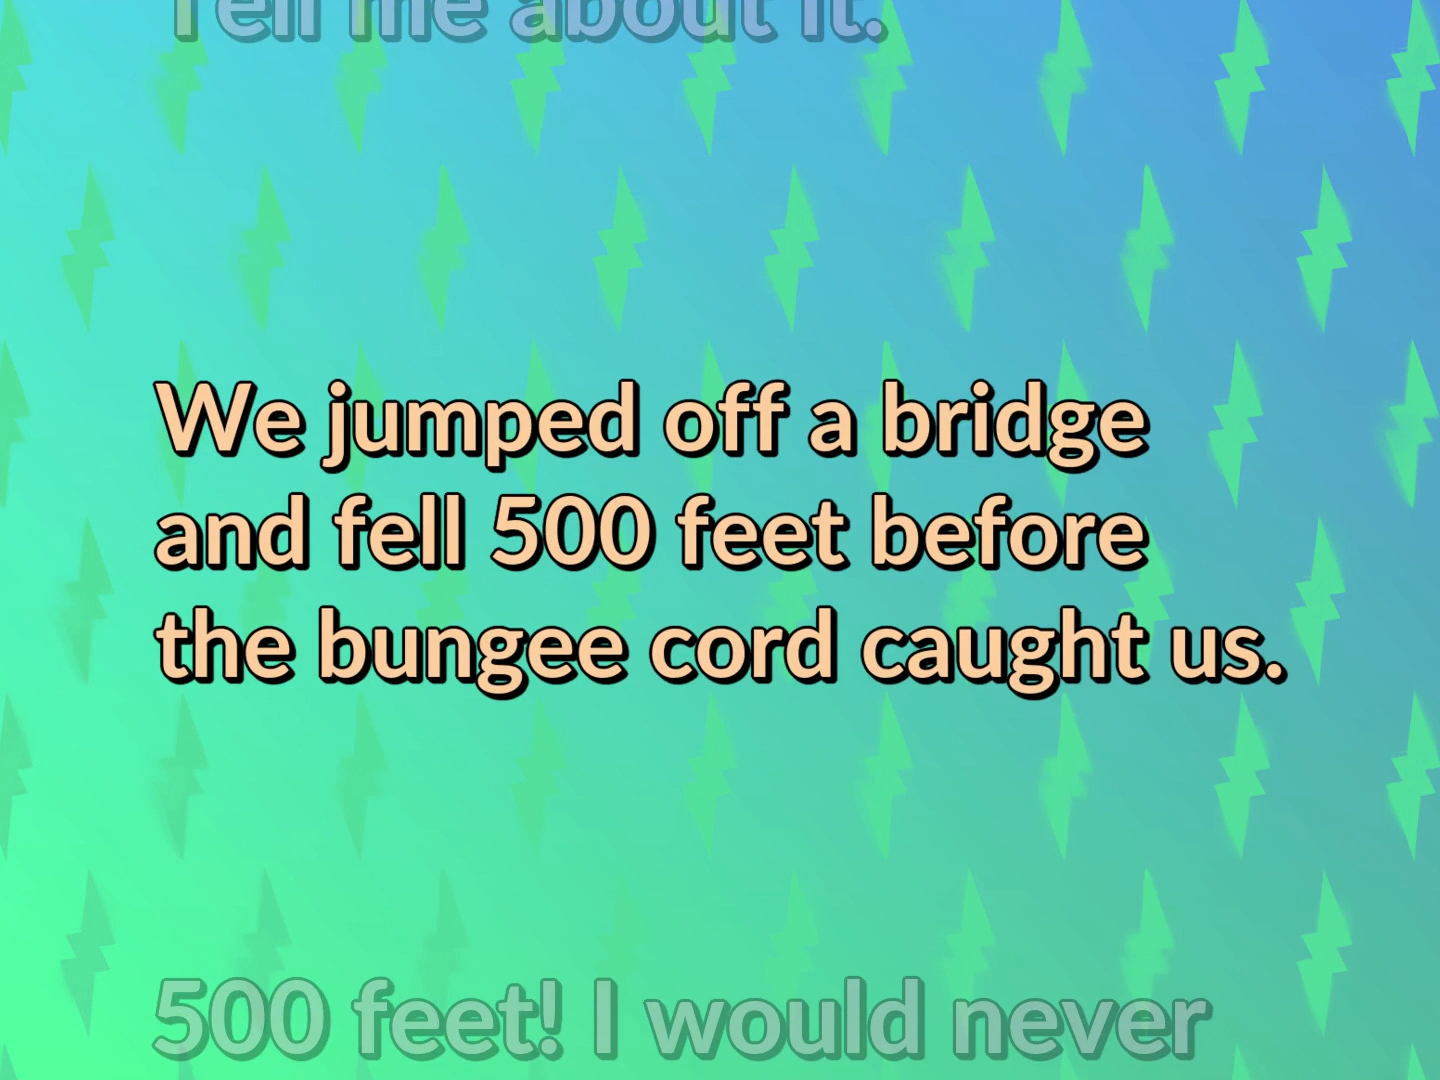 Tell me about it.
We jumped off a bridge
and fell 500 feet before
the bungee cord caught us.
500 feet! I would never